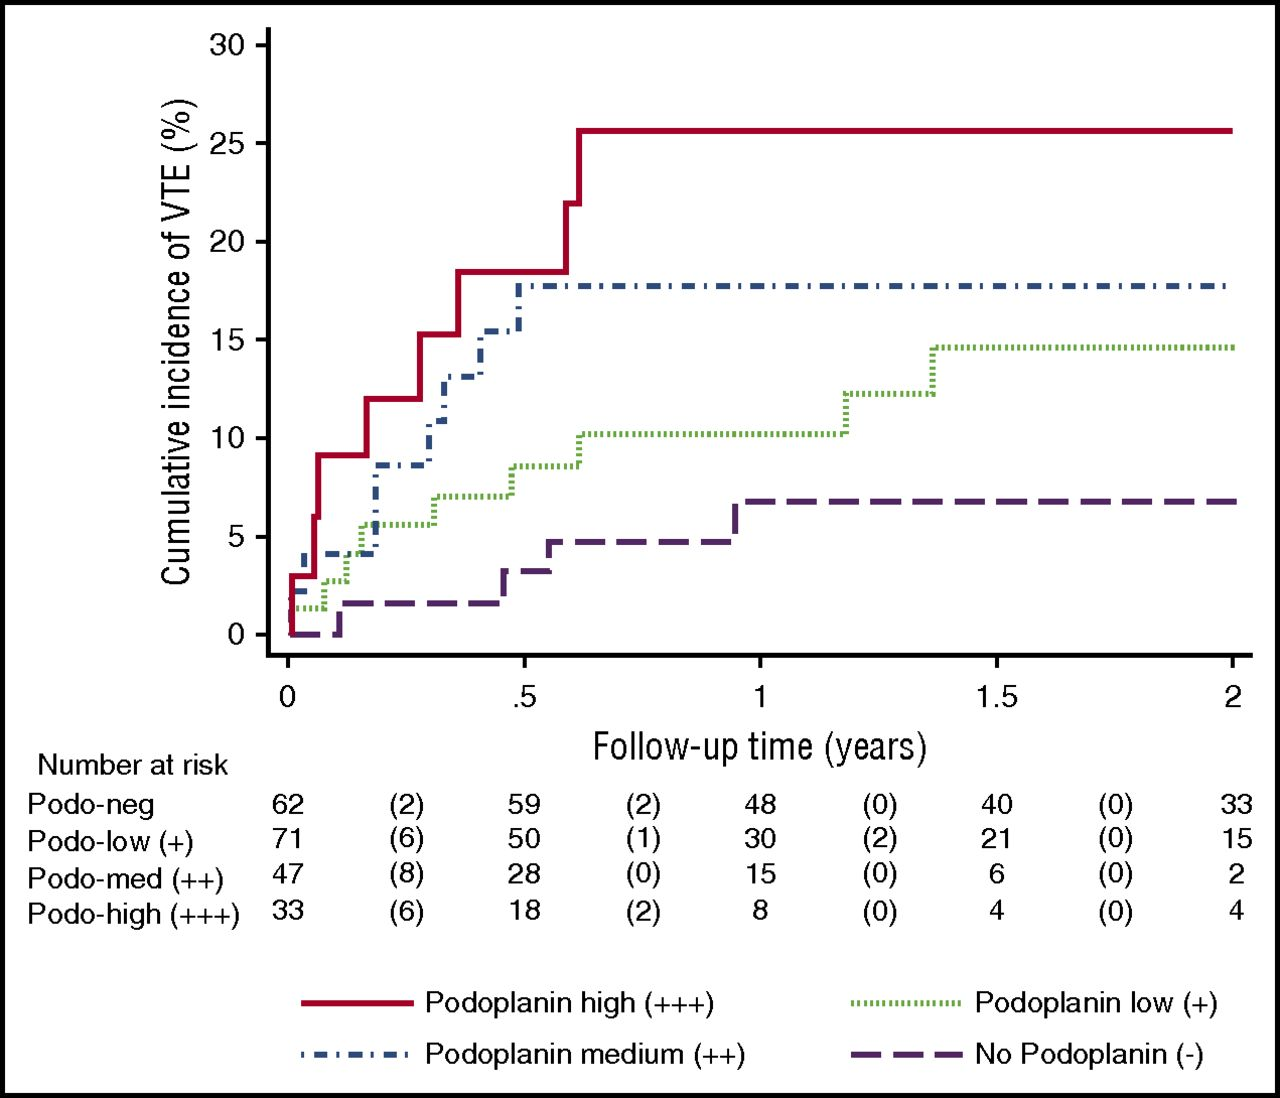 30
25
20
15
10
5
0
Cumulative incidence of VTE (%)
0 .5 1 1.5 2
Follow-up time (years)
Number at risk
Podo-neg 62 (2) 59 (2) 48 (0) 40 (0) 33
Podo-low (+) 71 (6) 50 (1) 30 (2) 21 (0) 15
Podo-med (++) 47 (8) 28 (0) 15 (0) 6 (0) 2
Podo-high (+++) 33 (6) 18 (2) 8 (0) 4 (0) 4
Podoplanin high (+++) Podoplanin low (+)
Podoplanin medium (++) No Podoplanin (-)